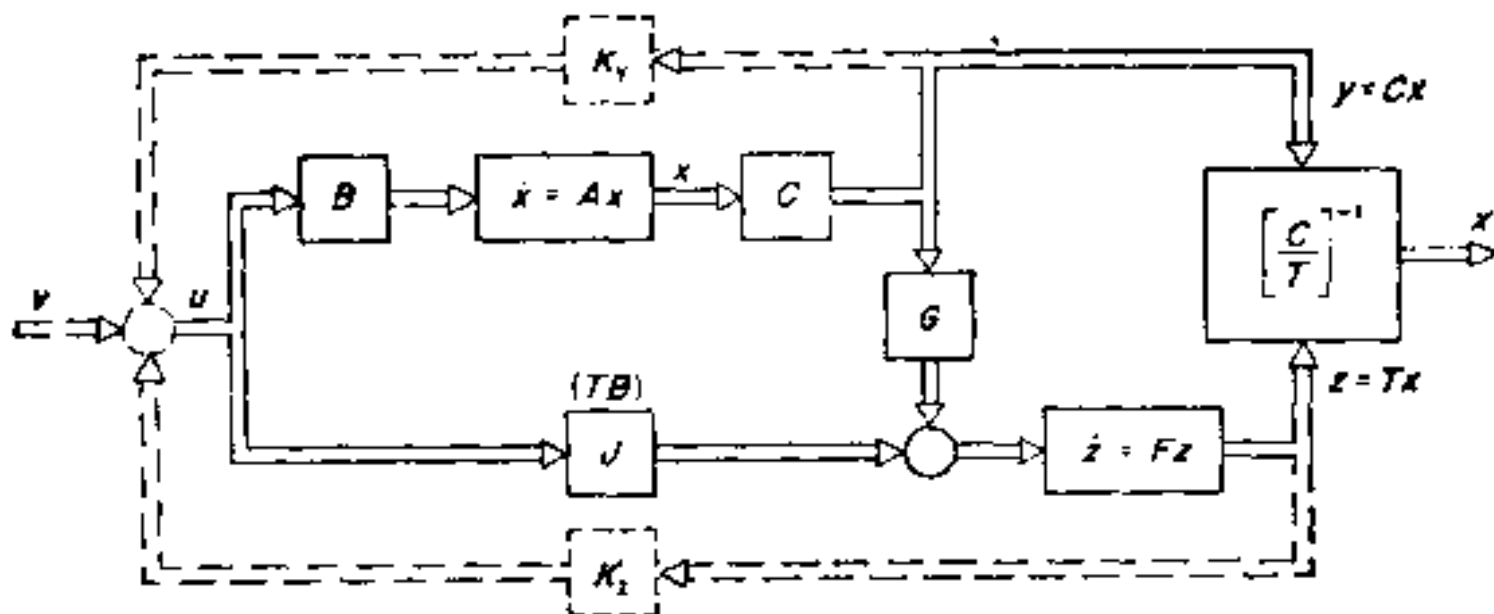 K_y
y = Cx
B
ẋ = Ax
x
C
[C/T]^-1
x
v
u
G
z = Tx
(TB)
J
ż = Fz
K_z